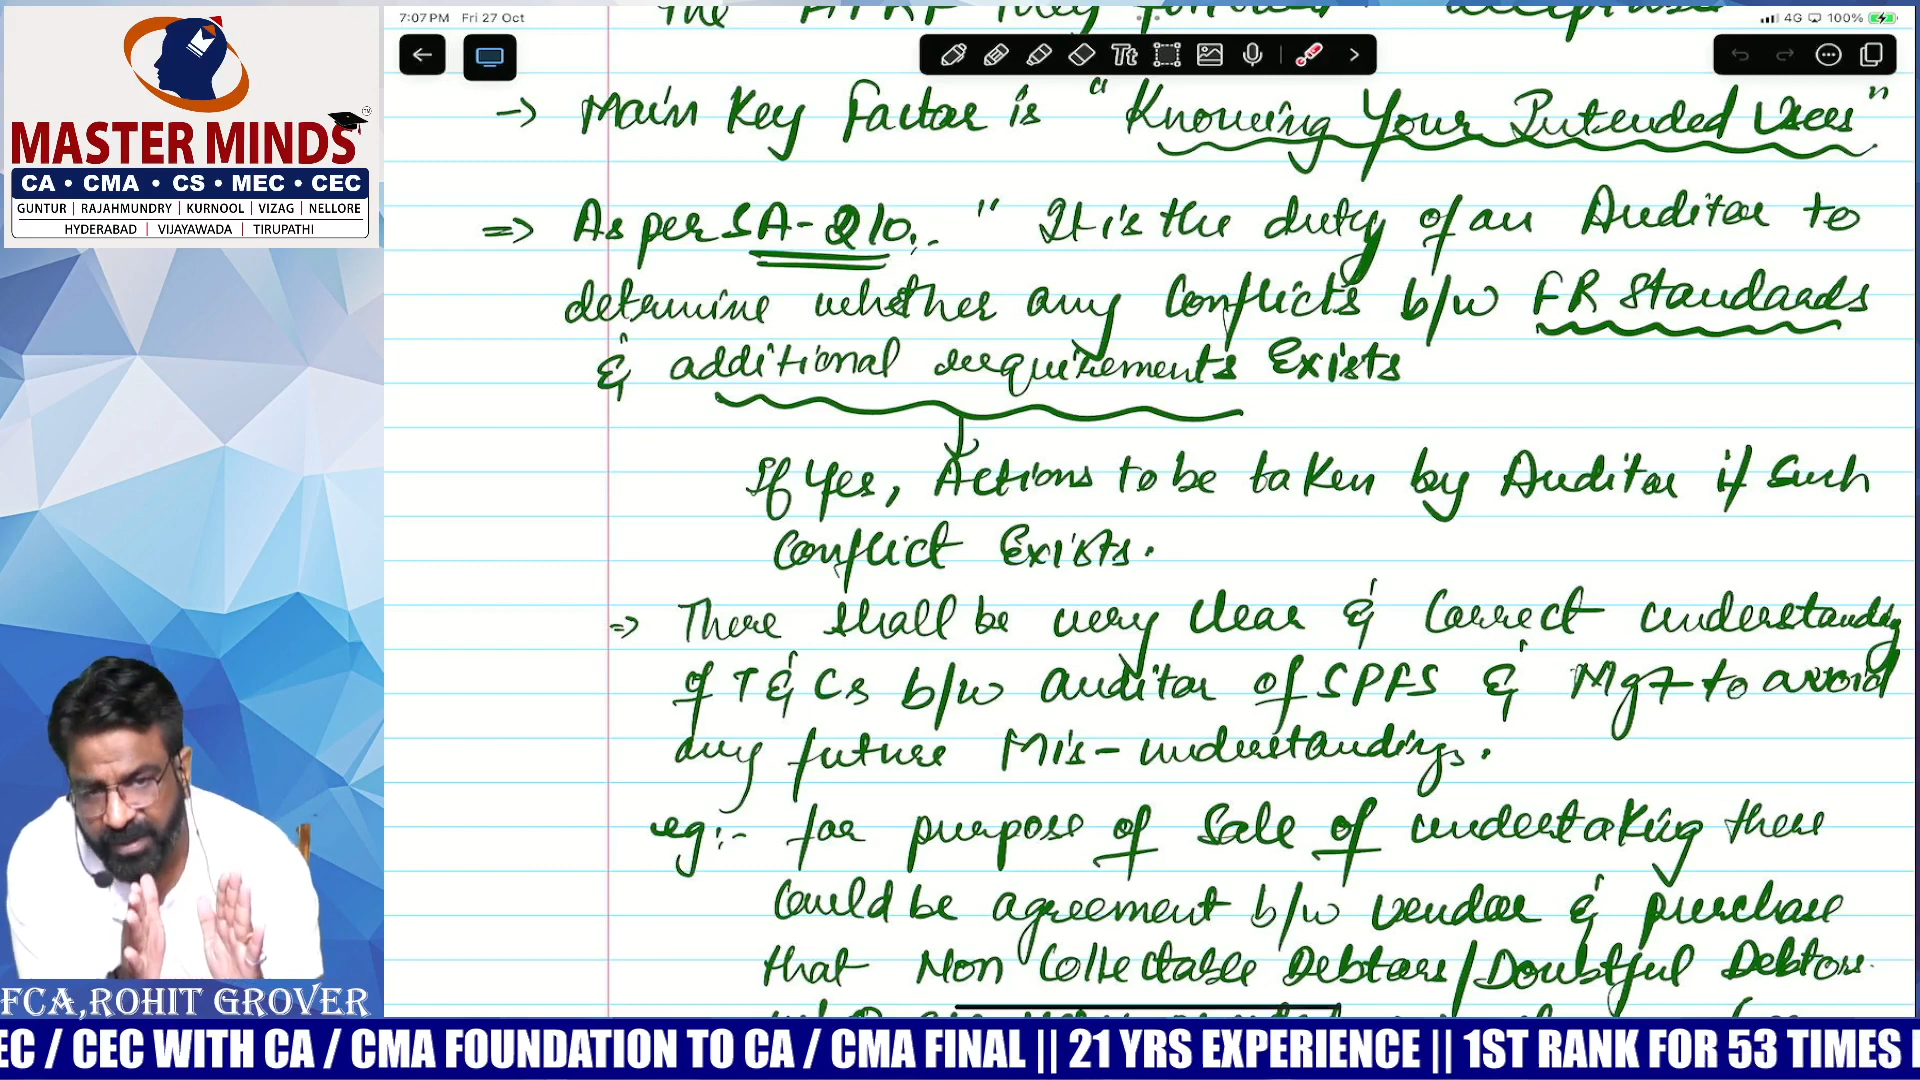 7:07 PM Fri 27 Oct
4G 100%
MASTER MINDS
CA • CMA • CS • MEC • CEC
GUNTUR | RAJAHMUNDRY | KURNOOL | VIZAG | NELLORE
HYDERABAD | VIJAYAWADA | TIRUPATHI
Tt
→ Main Key Factor is "Knowing Your Intended Users"
⇒ As per SA-210:- " It is the duty of an Auditor to
determine whether any Conflicts b/w FR Standards
& additional requirements Exists
If Yes, Actions to be taken by Auditor if Such
Conflict Exists.
⇒ There shall be very Clear & Correct understanding
of T & Cs b/w auditor of SPFS & Mgt to avoid
any future Mis-understandings.
eg:- for purpose of Sale of undertaking there
Could be agreement b/w vendor & purchase
that Non Collectable Debtors/Doubtful Debtors
FCA,ROHIT GROVER
EC / CEC WITH CA / CMA FOUNDATION TO CA / CMA FINAL || 21 YRS EXPERIENCE || 1ST RANK FOR 53 TIMES